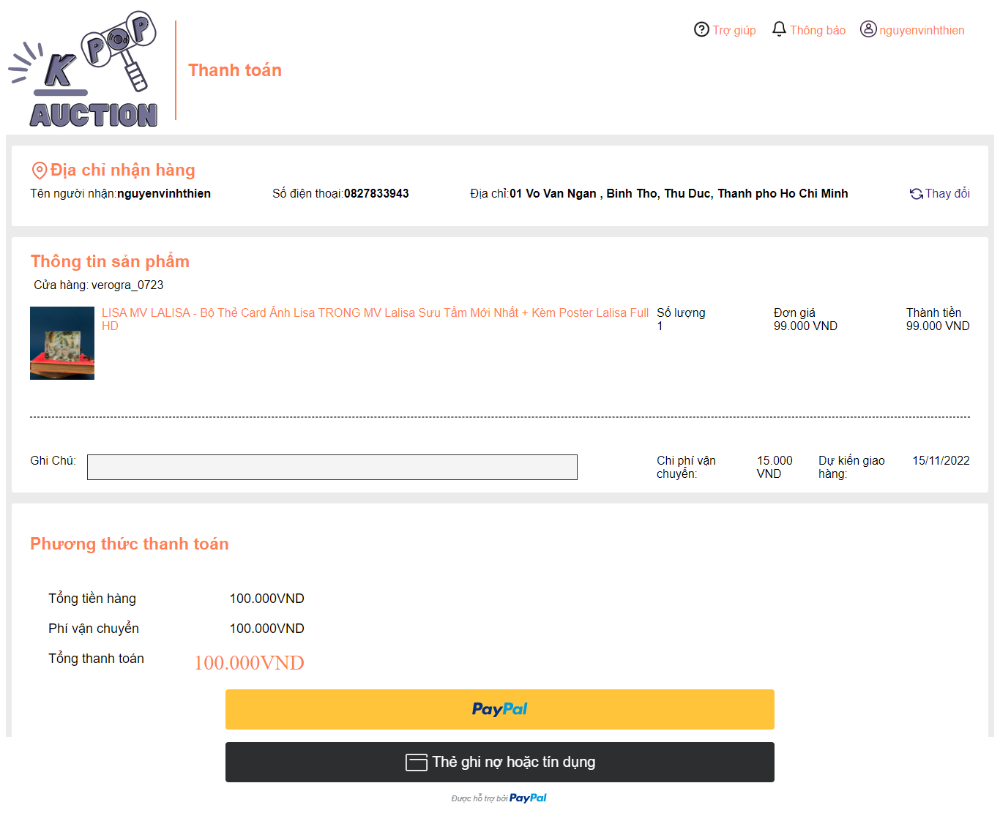 K POP
AUCTION
Thanh toán
Trợ giúp
Thông báo
nguyenvinhthien
Địa chỉ nhận hàng
Tên người nhận:nguyenvinhthien
Số điện thoại:0827833943
Địa chỉ:01 Vo Van Ngan , Binh Tho, Thu Duc, Thanh pho Ho Chi Minh
Thay đổi
Thông tin sản phẩm
Cửa hàng: verogra_0723
LISA MV LALISA - Bộ Thẻ Card Ảnh Lisa TRONG MV Lalisa Sưu Tầm Mới Nhất + Kèm Poster Lalisa Full
HD
Số lượng
1
Đơn giá
99.000 VND
Thành tiền
99.000 VND
Ghi Chú:
Chi phí vận
chuyển:
15.000
VND
Dự kiến giao
hàng:
15/11/2022
Phương thức thanh toán
Tổng tiền hàng 100.000VND
Phí vận chuyển 100.000VND
Tổng thanh toán 100.000VND
PayPal
Thẻ ghi nợ hoặc tín dụng
Được hỗ trợ bởi PayPal